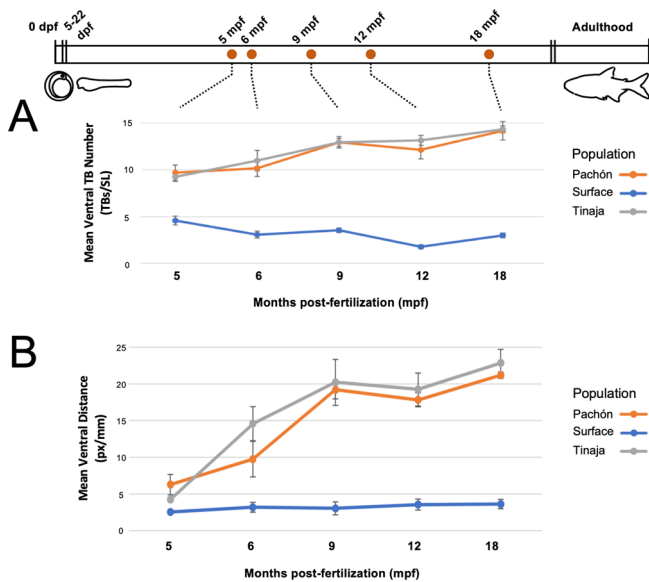 0 dpf
5-22
dpf
5 mpf
6 mpf
9 mpf
12 mpf
18 mpf
Adulthood
A
Mean Ventral TB Number
(TBs/SL)
15
10
5
0
5
6
9
12
18
Months post-fertilization (mpf)
Population
Pachón
Surface
Tinaja
B
Mean Ventral Distance
(px/mm)
25
20
15
10
5
0
5
6
9
12
18
Months post-fertilization (mpf)
Population
Pachón
Surface
Tinaja